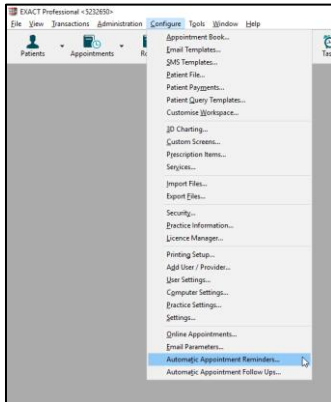 EXACT Professional <5232650>
File View Transactions Administration Configure Tools Window Help
Patients Appointments
Appointment Book...
Email Templates...
SMS Templates...
Patient File...
Patient Payments...
Patient Query Templates...
Customise Workspace...
3D Charting...
Custom Screens...
Prescription Items...
Services...
Import Files...
Export Files...
Security...
Practice Information...
Licence Manager...
Printing Setup...
Add User / Provider...
User Settings...
Computer Settings...
Practice Settings...
Settings...
Online Appointments...
Email Parameters...
Automatic Appointment Reminders...
Automatic Appointment Follow Ups...